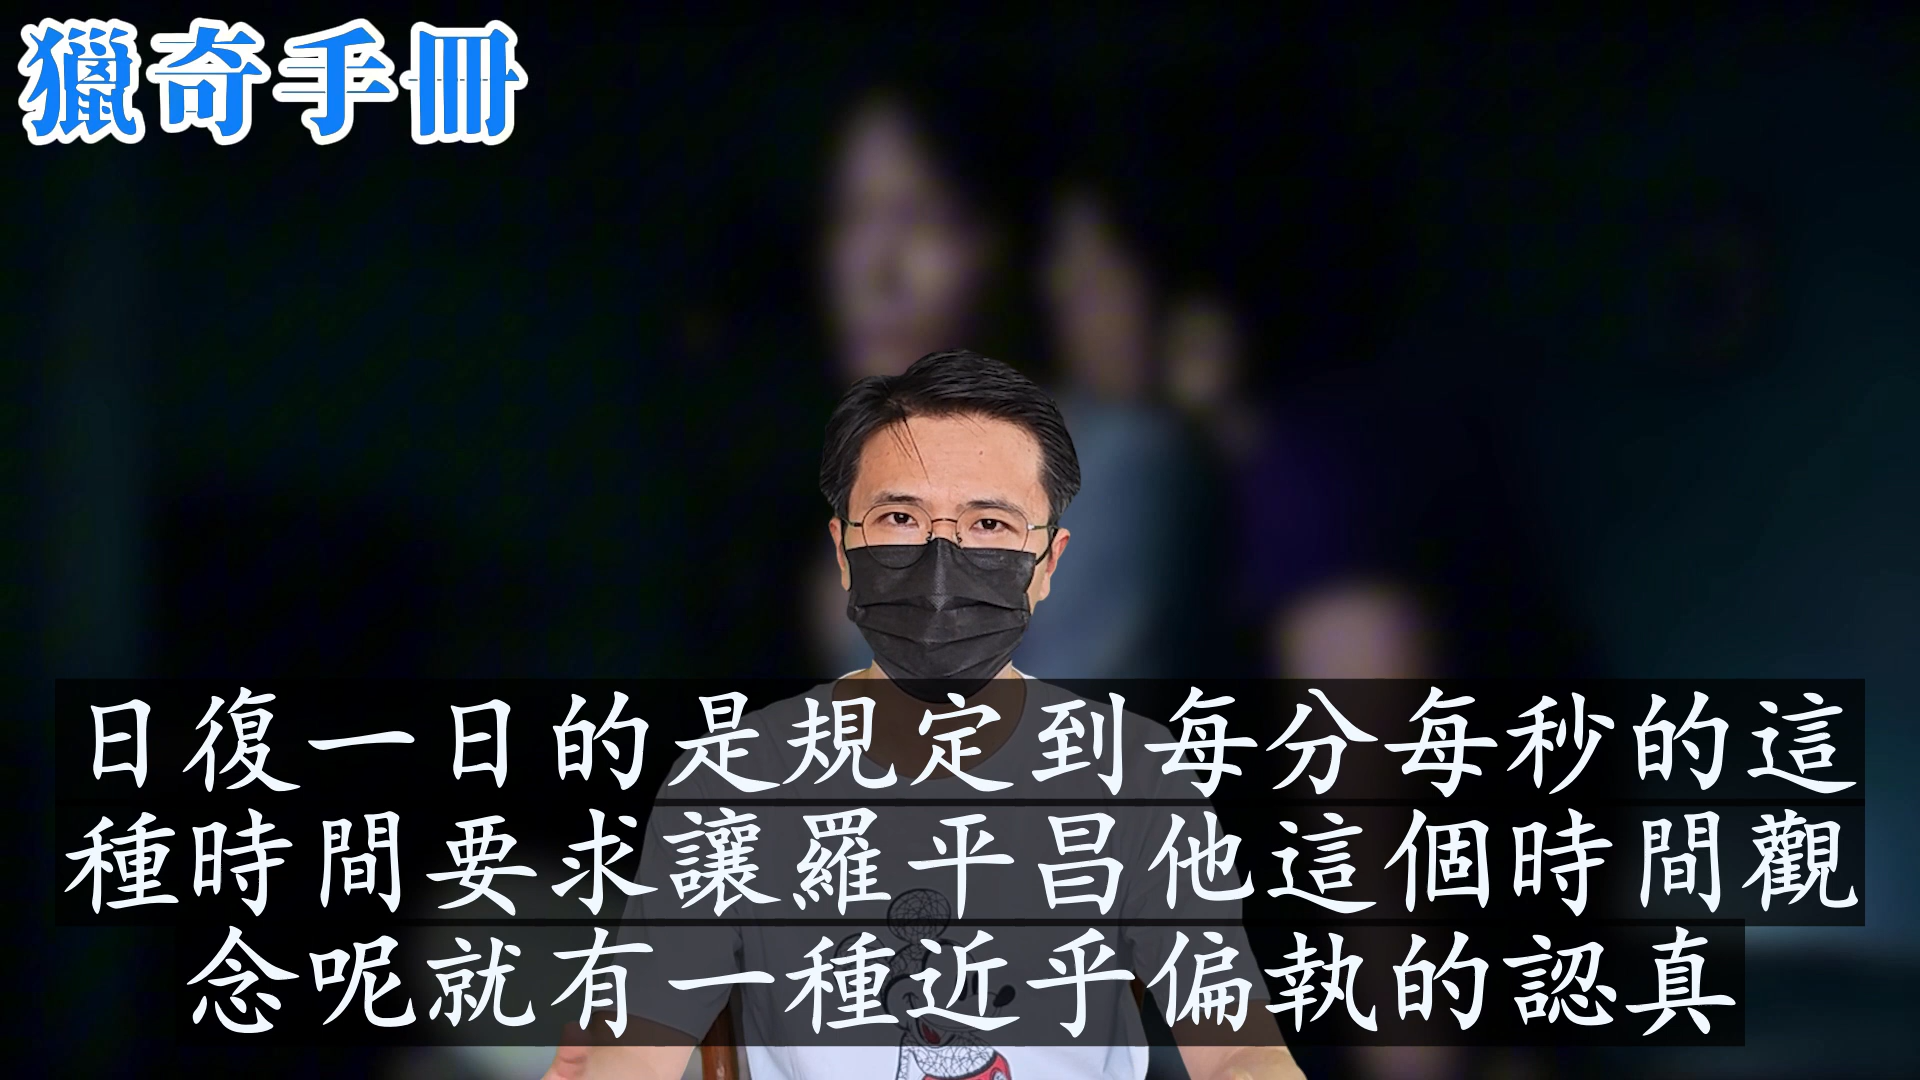 獵奇手冊
日復一日的是規定到每分每秒的這
種時間要求讓羅平昌他這個時間觀
念呢就有一種近乎偏執的認真